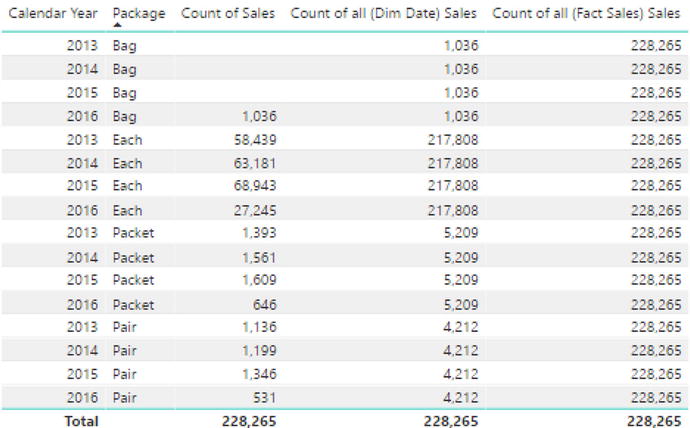 Calendar Year Package Count of Sales Count of all (Dim Date) Sales Count of all (Fact Sales) Sales
2013 Bag 1,036 228,265
2014 Bag 1,036 228,265
2015 Bag 1,036 228,265
2016 Bag 1,036 1,036 228,265
2013 Each 58,439 217,808 228,265
2014 Each 63,181 217,808 228,265
2015 Each 68,943 217,808 228,265
2016 Each 27,245 217,808 228,265
2013 Packet 1,393 5,209 228,265
2014 Packet 1,561 5,209 228,265
2015 Packet 1,609 5,209 228,265
2016 Packet 646 5,209 228,265
2013 Pair 1,136 4,212 228,265
2014 Pair 1,199 4,212 228,265
2015 Pair 1,346 4,212 228,265
2016 Pair 531 4,212 228,265
Total 228,265 228,265 228,265